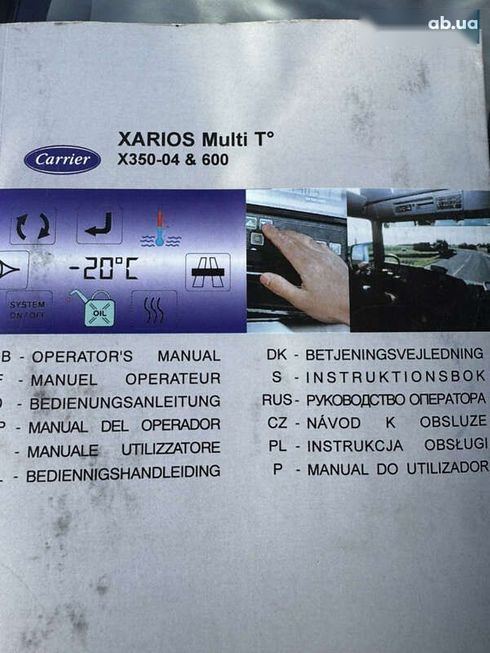 ab.ua
XARIOS Multi T°
X350-04 & 600
Carrier
-20°C
SYSTEM
ON/OFF
OIL
B - OPERATOR'S MANUAL
F - MANUEL OPERATEUR
D - BEDIENUNGSANLEITUNG
P - MANUAL DEL OPERADOR
- MANUALE UTILIZZATORE
L - BEDIENNIGSHANDLEIDING
DK - BETJENINGSVEJLEDNING
S - INSTRUKTIONSBOK
RUS - РУКОВОДСТВО ОПЕРАТОРА
CZ - NÁVOD K OBSLUZE
PL - INSTRUKCJA OBSŁUGI
P - MANUAL DO UTILIZADOR